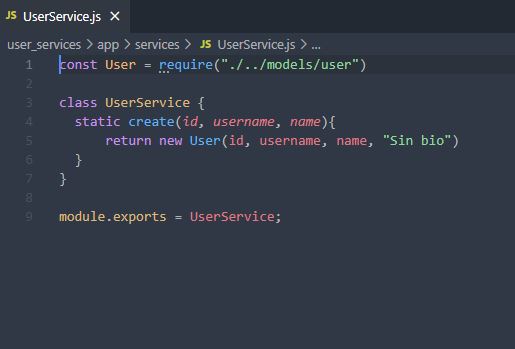 JS UserService.js ×
user_services > app > services > JS UserService.js > ...
1 const User = require("./../models/user")
2
3 class UserService {
4   static create(id, username, name){
5       return new User(id, username, name, "Sin bio")
6   }
7 }
8
9 module.exports = UserService;